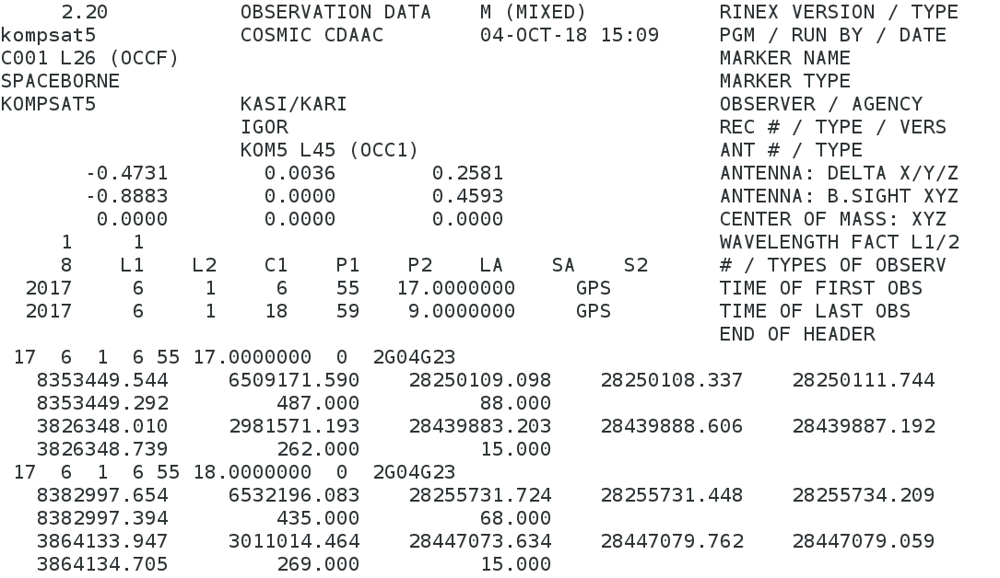 2.20           OBSERVATION DATA    M (MIXED)           RINEX VERSION / TYPE
kompsat5            COSMIC CDAAC        04-OCT-18 15:09     PGM / RUN BY / DATE
C001 L26 (OCCF)                                             MARKER NAME
SPACEBORNE                                                  MARKER TYPE
KOMPSAT5            KASI/KARI                               OBSERVER / AGENCY
                    IGOR                                    REC # / TYPE / VERS
                    KOM5 L45 (OCC1)                         ANT # / TYPE
       -0.4731        0.0036        0.2581                  ANTENNA: DELTA X/Y/Z
       -0.8883        0.0000        0.4593                  ANTENNA: B.SIGHT XYZ
        0.0000        0.0000        0.0000                  CENTER OF MASS: XYZ
     1     1                                                WAVELENGTH FACT L1/2
     8    L1    L2    C1    P1    P2    LA    SA    S2      # / TYPES OF OBSERV
  2017     6     1     6    55   17.0000000     GPS         TIME OF FIRST OBS
  2017     6     1    18    59    9.0000000     GPS         TIME OF LAST OBS
                                                            END OF HEADER
 17  6  1  6 55 17.0000000  0  2G04G23
   8353449.544     6509171.590    28250109.098    28250108.337    28250111.744
   8353449.292         487.000          88.000
   3826348.010     2981571.193    28439883.203    28439888.606    28439887.192
   3826348.739         262.000          15.000
 17  6  1  6 55 18.0000000  0  2G04G23
   8382997.654     6532196.083    28255731.724    28255731.448    28255734.209
   8382997.394         435.000          68.000
   3864133.947     3011014.464    28447073.634    28447079.762    28447079.059
   3864134.705         269.000          15.000